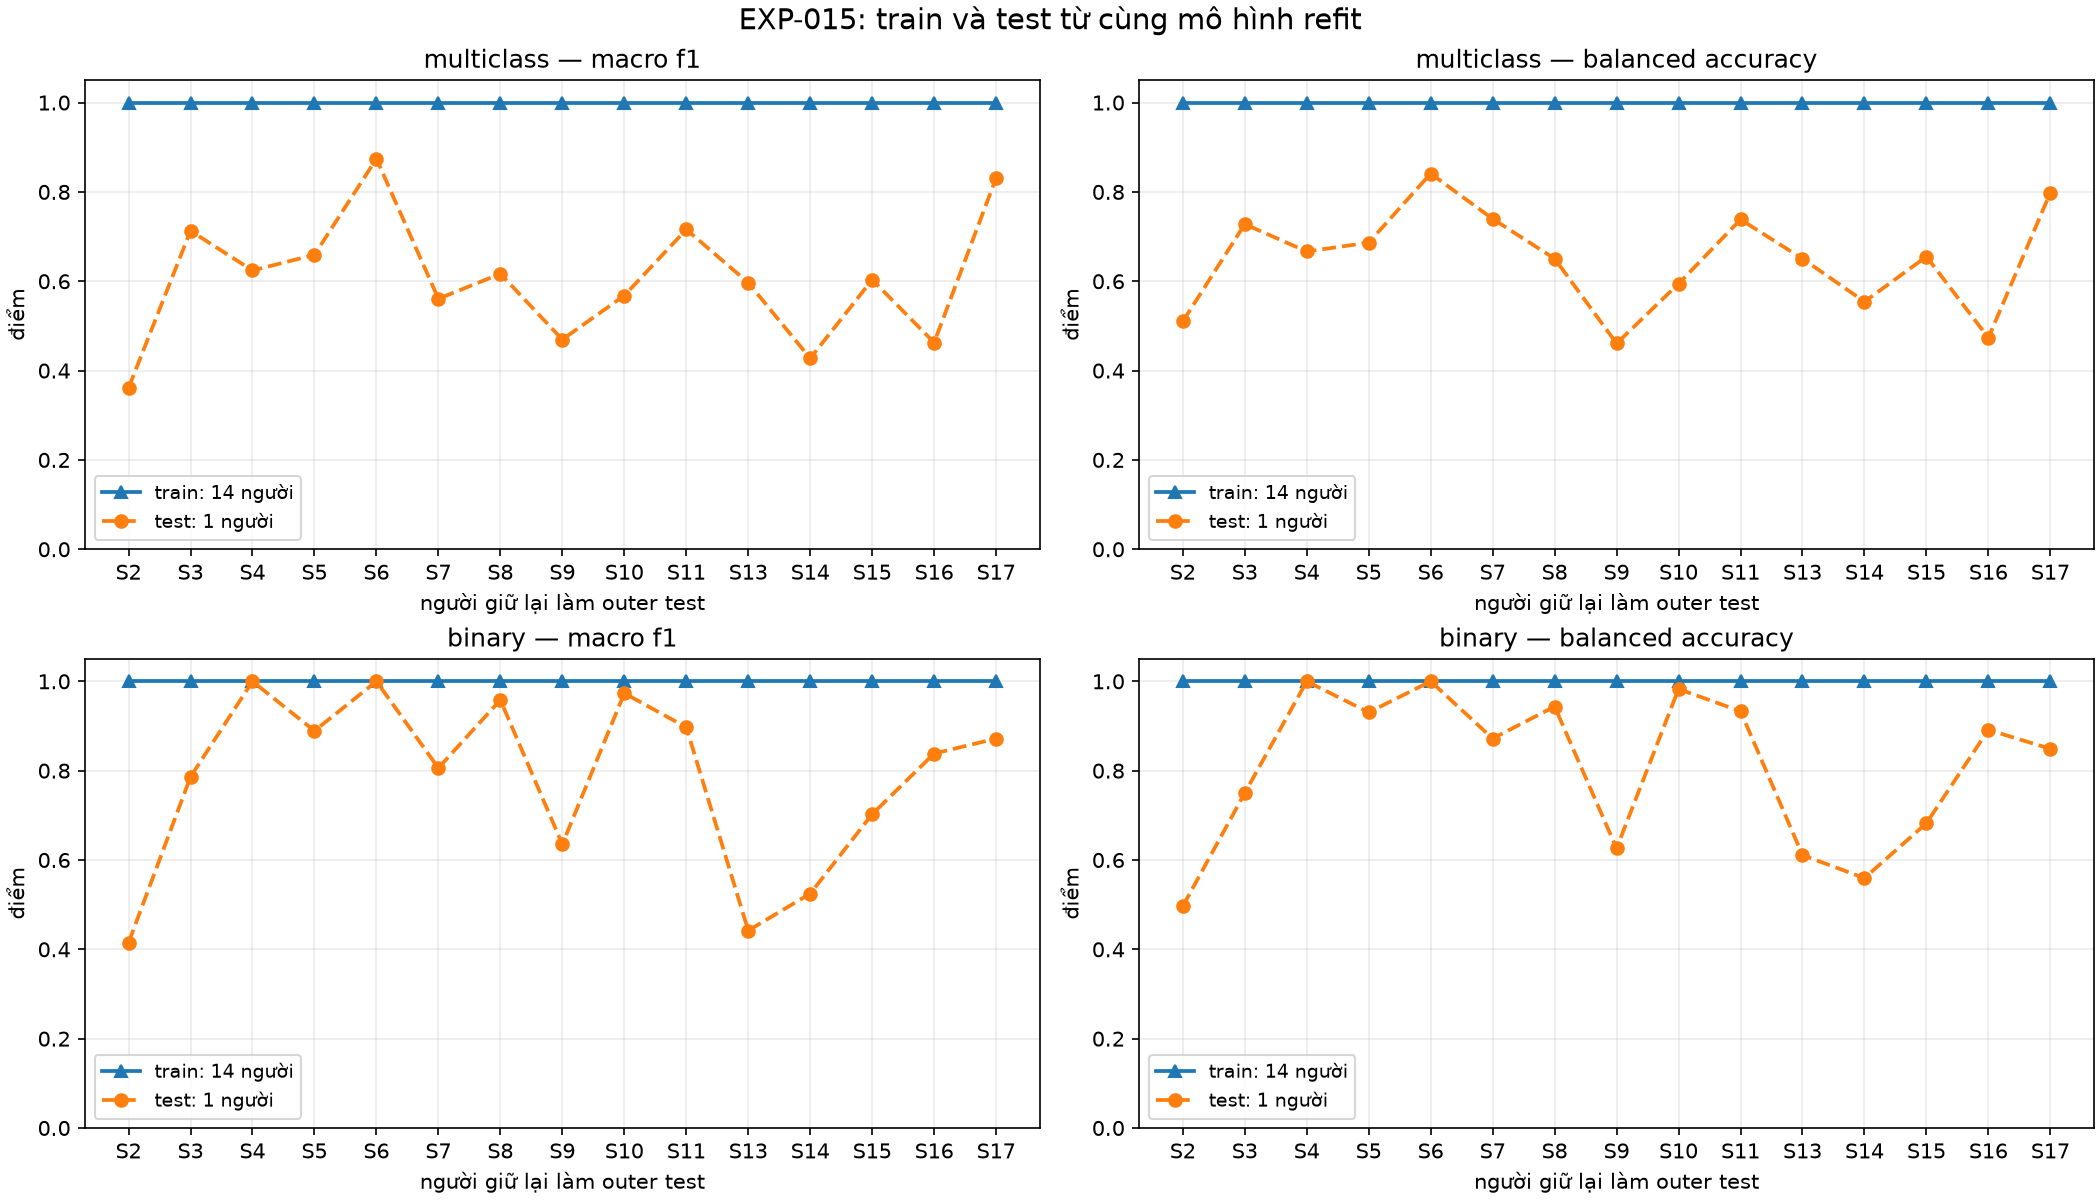 EXP-015: train và test từ cùng mô hình refit
multiclass — macro f1
điểm
1.0
0.8
0.6
0.4
0.2
0.0
train: 14 người
test: 1 người
S2 S3 S4 S5 S6 S7 S8 S9 S10 S11 S13 S14 S15 S16 S17
người giữ lại làm outer test
multiclass — balanced accuracy
điểm
1.0
0.8
0.6
0.4
0.2
0.0
train: 14 người
test: 1 người
S2 S3 S4 S5 S6 S7 S8 S9 S10 S11 S13 S14 S15 S16 S17
người giữ lại làm outer test
binary — macro f1
điểm
1.0
0.8
0.6
0.4
0.2
0.0
train: 14 người
test: 1 người
S2 S3 S4 S5 S6 S7 S8 S9 S10 S11 S13 S14 S15 S16 S17
người giữ lại làm outer test
binary — balanced accuracy
điểm
1.0
0.8
0.6
0.4
0.2
0.0
train: 14 người
test: 1 người
S2 S3 S4 S5 S6 S7 S8 S9 S10 S11 S13 S14 S15 S16 S17
người giữ lại làm outer test